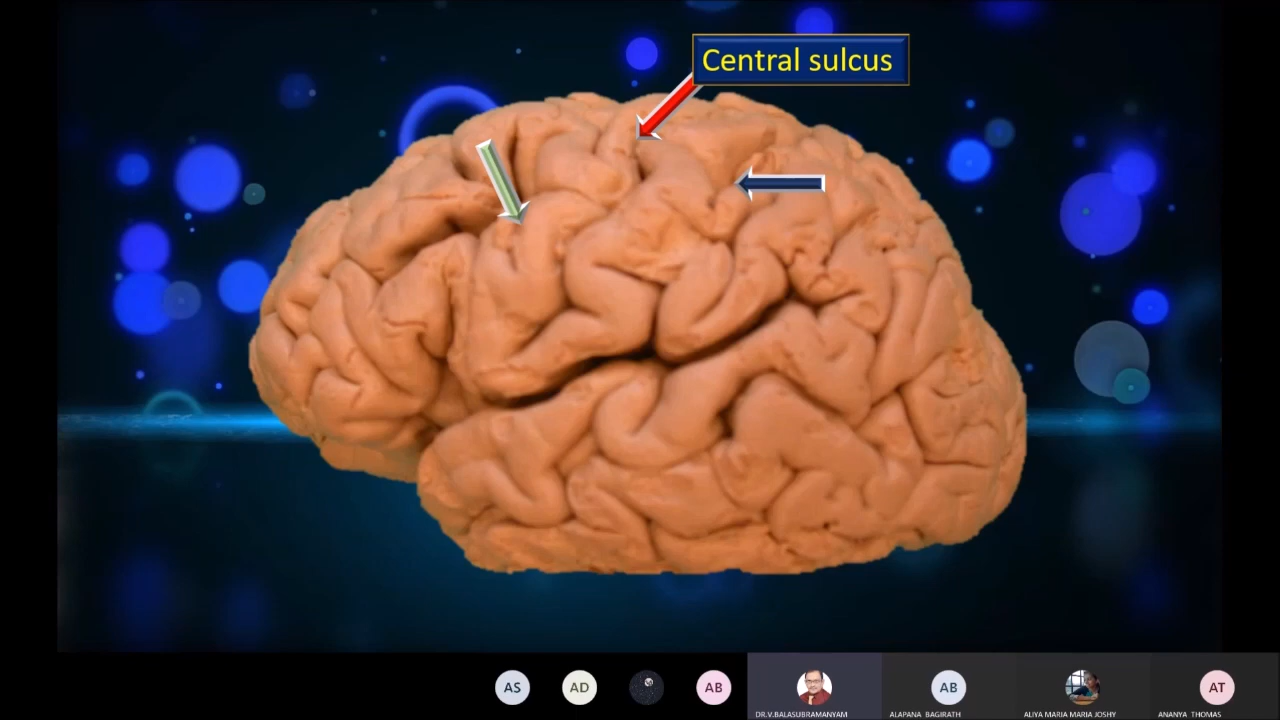 Central sulcus
AS
AD
AB
AB
AT
DR.V.BALASUBRAMANYAM
ALAPANA BAGIRATH
ALIYA MARIA MARIA JOSHY
ANANYA THOMAS